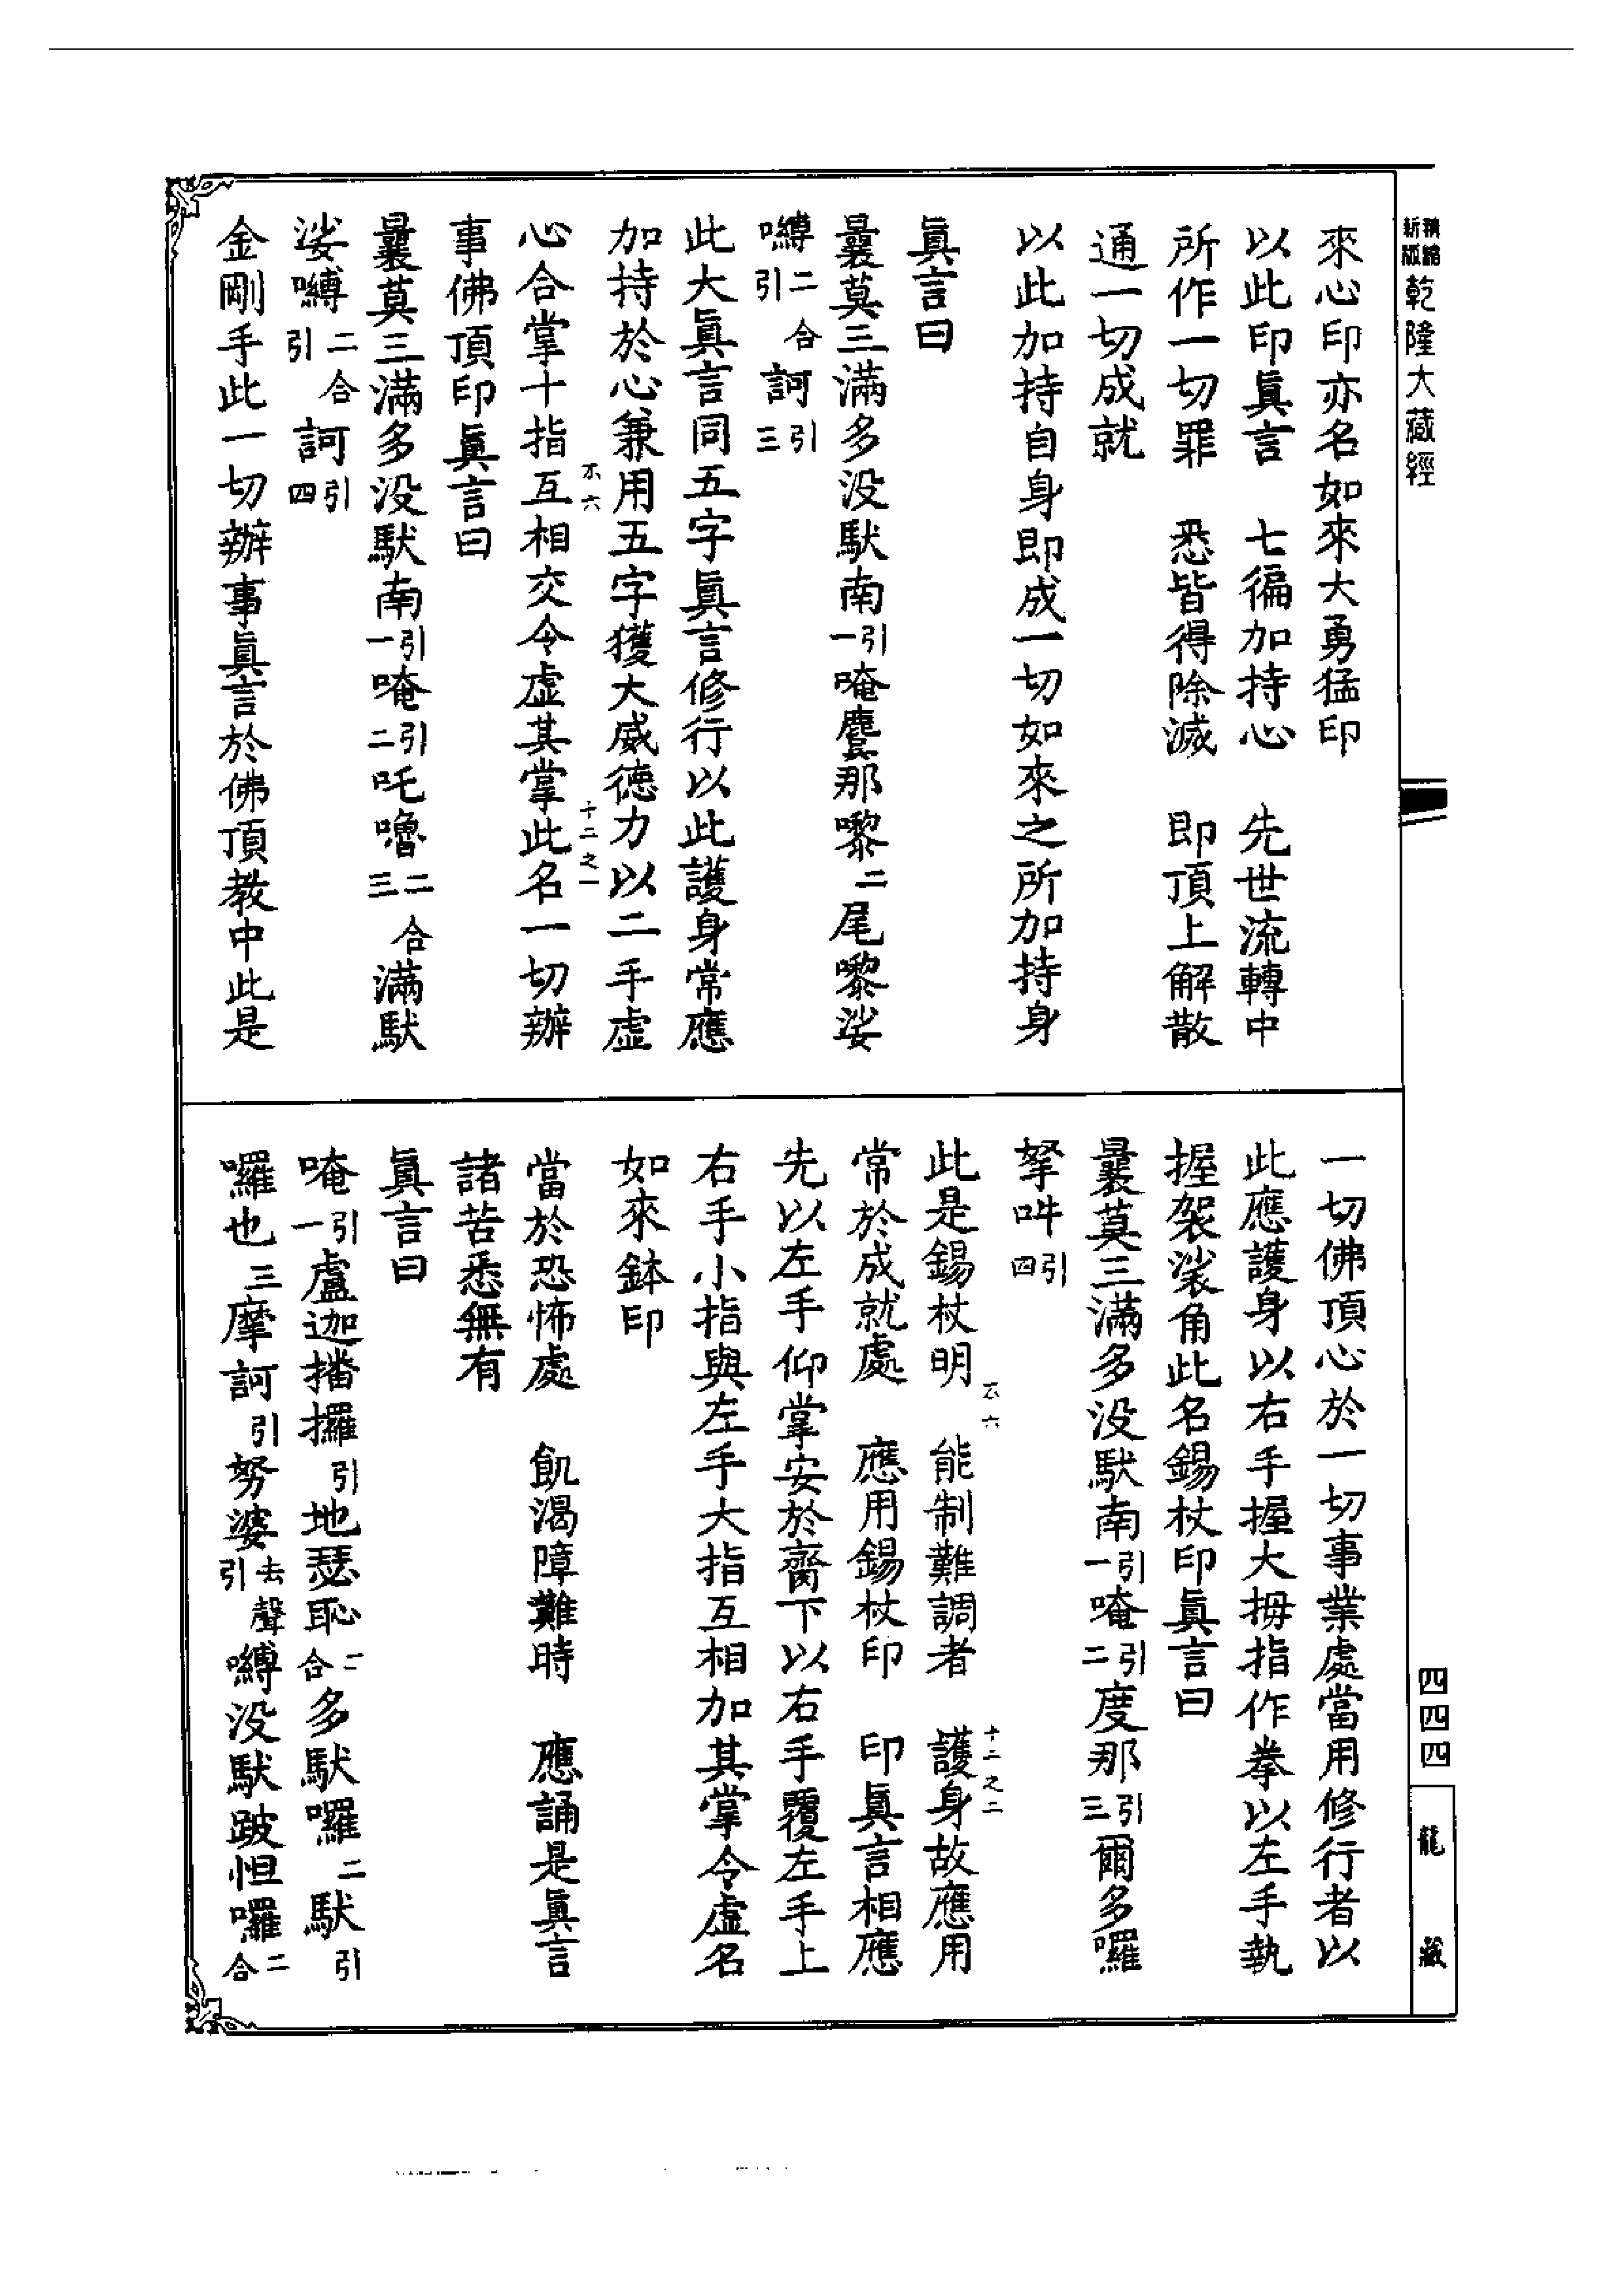 精縮新版乾隆大藏經
來心印亦名如來大勇猛印
以此印眞言　七徧加持心　先世流轉中
所作一切罪　悉皆得除滅　即頂上解散
通一切成就
以此加持自身即成一切如來之所加持身
眞言曰
曩莫三滿多没馱南引一唵麌那嚟二尾嚟娑
嚩二合引訶引三
此大眞言同五字眞言修行以此護身常應
加持於心兼用五字獲大威德力以二手虛
心合掌十指互相交令虛其掌此名一切辦
十二之一
事佛頂印眞言曰
曩莫三滿多没馱南引一唵引二吒嚕二合三滿馱
娑嚩二合引訶引四
金剛手此一切辦事眞言於佛頂教中此是
一切佛頂心於一切事業處當用修行者以
此應護身以右手握大拇指作拳以左手執
握袈裟角此名錫杖印眞言曰
曩莫三滿多没馱南引一唵引二度那引三爾多囉
拏吽引四
此是錫杖明　能制難調者　護身故應用
十二之二
常於成就處　應用錫杖印　印眞言相應
先以左手仰掌安於齎下以右手覆左手上
右手小指與左手大指互相加其掌令虛名
如來鉢印
當於恐怖處　飢渴障難時　應誦是眞言
諸苦悉無有
眞言曰
唵引一盧迦播攞引地瑟恥二合多馱囉二馱引
囉也三摩訶引努婆去聲引嚩没馱跛怛囉二合
四四四
龍藏